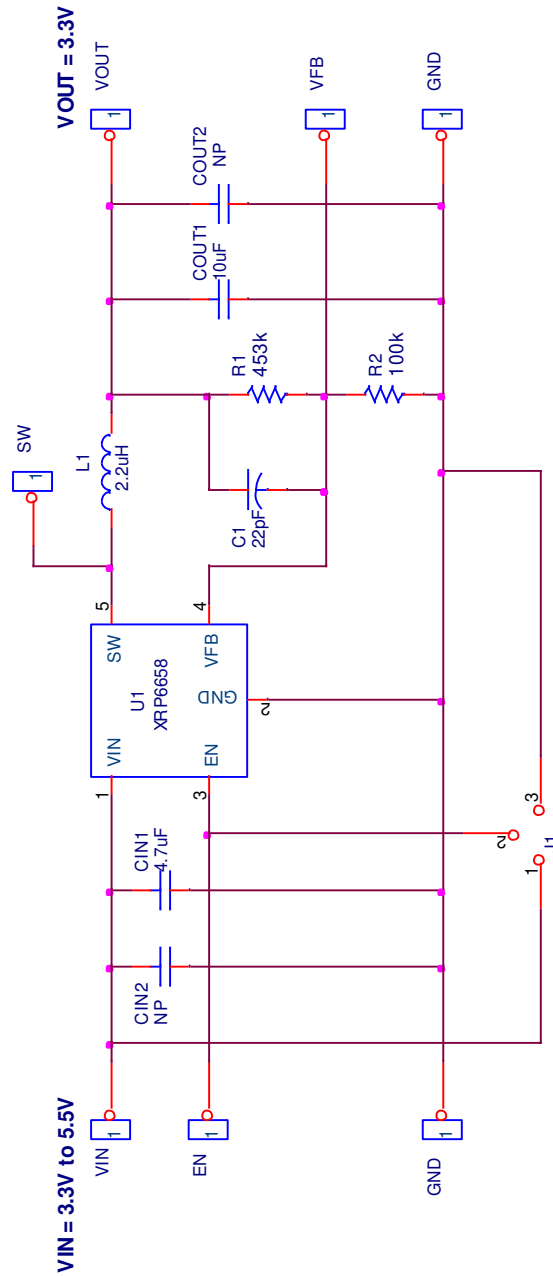 VIN = 3.3V to 5.5V
VOUT = 3.3V
VIN
1
EN
1
GND
1
CIN2
NP
CIN1
4.7uF
1
VIN
3
EN
U1
XRP6658
GND
2
SW
5
VFB
4
SW
1
L1
2.2uH
C1
22pF
R1
453k
R2
100k
COUT1
10uF
COUT2
NP
VOUT
1
VFB
1
GND
1
1
2
3
J1